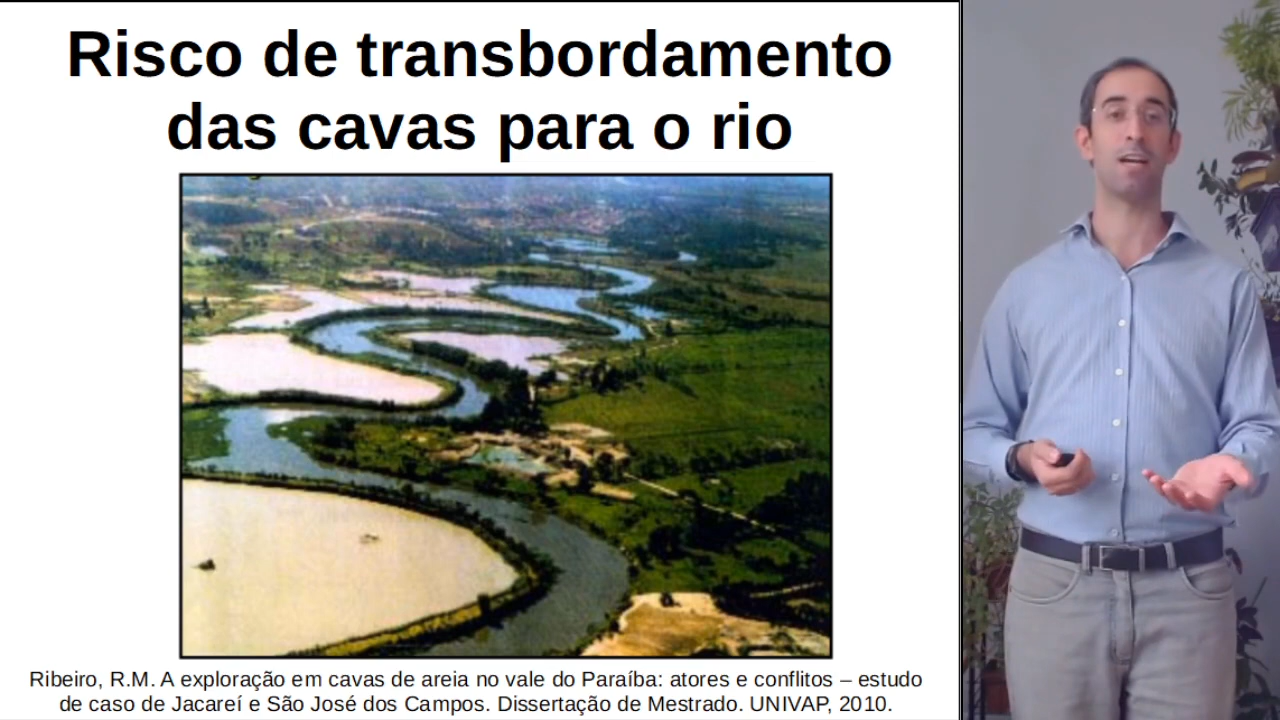 Risco de transbordamento
das cavas para o rio
Ribeiro, R.M. A exploração em cavas de areia no vale do Paraíba: atores e conflitos – estudo
de caso de Jacareí e São José dos Campos. Dissertação de Mestrado. UNIVAP, 2010.